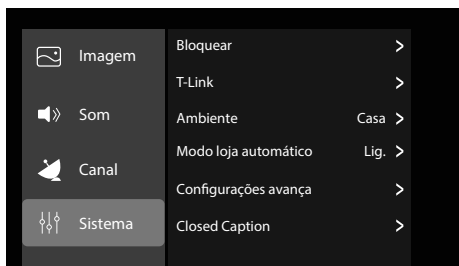 Imagem
Som
Canal
Sistema
Bloquear >
T-Link >
Ambiente Casa >
Modo loja automático Lig. >
Configurações avança >
Closed Caption >